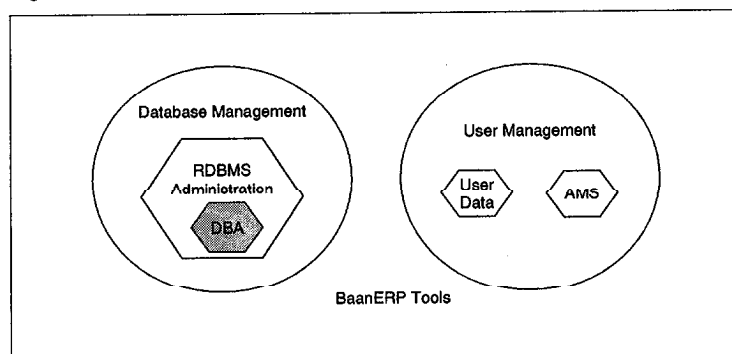 Database Management
RDBMS
Administration
DBA
User Management
User
Data
AMS
BaanERP Tools